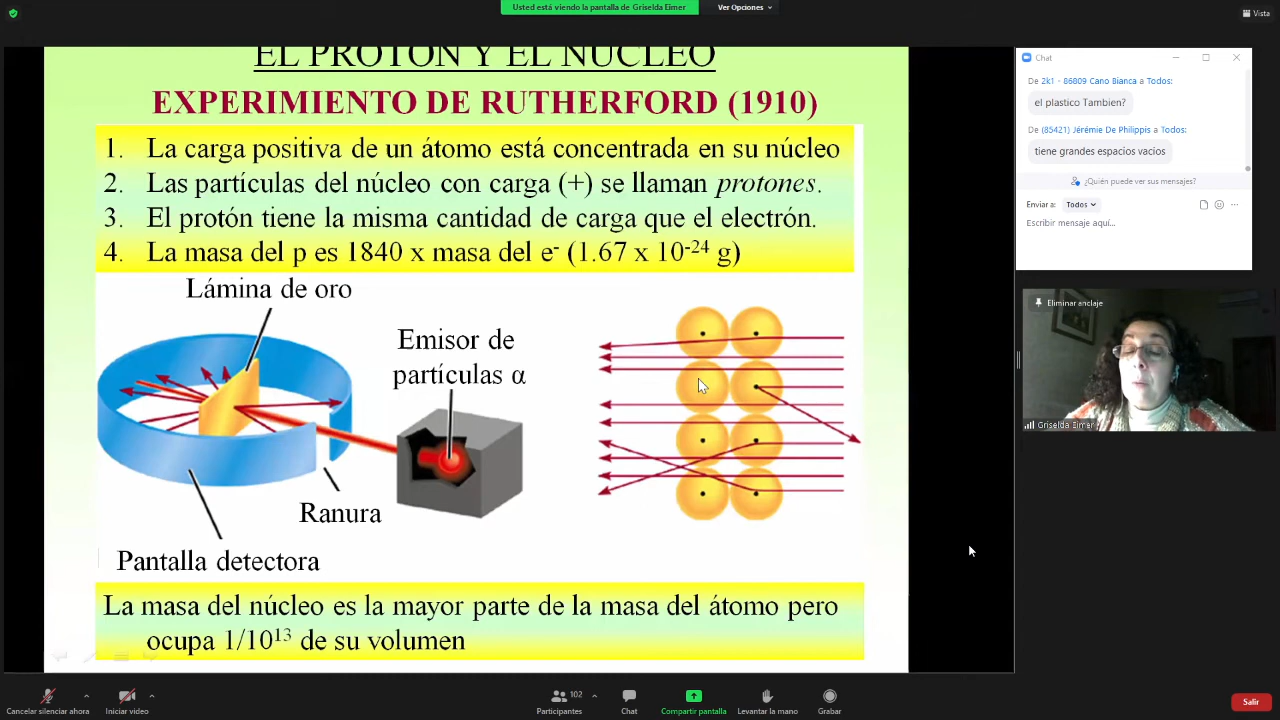 Usted está viendo la pantalla de Griselda Eimer
Ver Opciones
Vista
EL PROTÓN Y EL NÚCLEO
EXPERIMIENTO DE RUTHERFORD (1910)
1. La carga positiva de un átomo está concentrada en su núcleo
2. Las partículas del núcleo con carga (+) se llaman protones.
3. El protón tiene la misma cantidad de carga que el electrón.
4. La masa del p es 1840 x masa del e⁻ (1.67 x 10⁻²⁴ g)
Lámina de oro
Emisor de
partículas α
Ranura
Pantalla detectora
La masa del núcleo es la mayor parte de la masa del átomo pero
ocupa 1/10¹³ de su volumen
Chat
De 2k1 - 86809 Cano Bianca a Todos:
el plastico Tambien?
De (85421) Jérémie De Philippis a Todos:
tiene grandes espacios vacíos
¿Quién puede ver sus mensajes?
Enviar a: Todos
Escribir mensaje aquí...
Eliminar anclaje
Griselda Eimer
Cancelar silenciar ahora
Iniciar video
102
Participantes
Chat
Compartir pantalla
Levantar la mano
Grabar
Salir